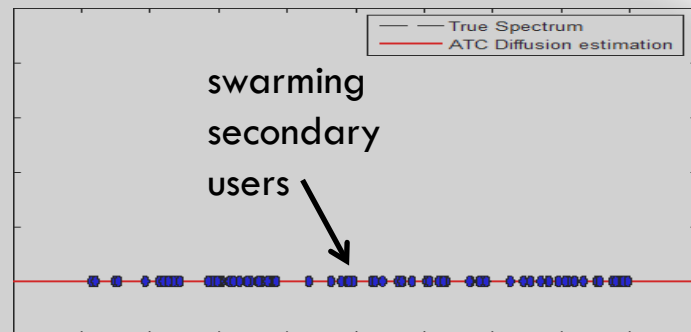 True Spectrum
ATC Diffusion estimation
swarming
secondary
users